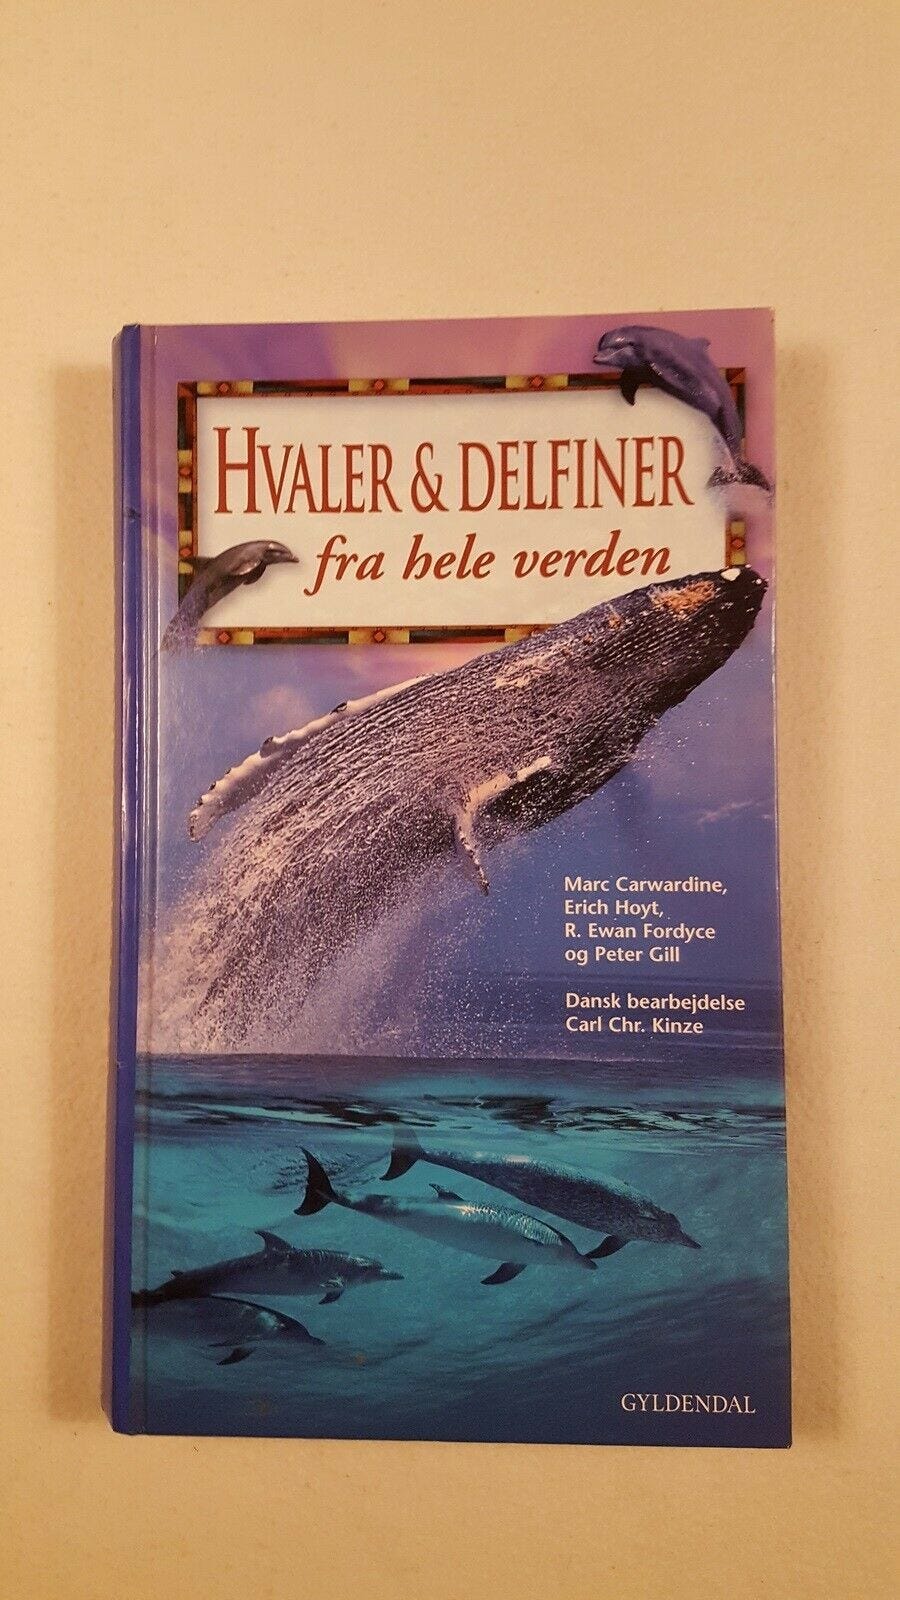 HVALER & DELFINER
fra hele verden
Marc Carwardine,
Erich Hoyt,
R. Ewan Fordyce
og Peter Gill
Dansk bearbejdelse
Carl Chr. Kinze
GYLDENDAL